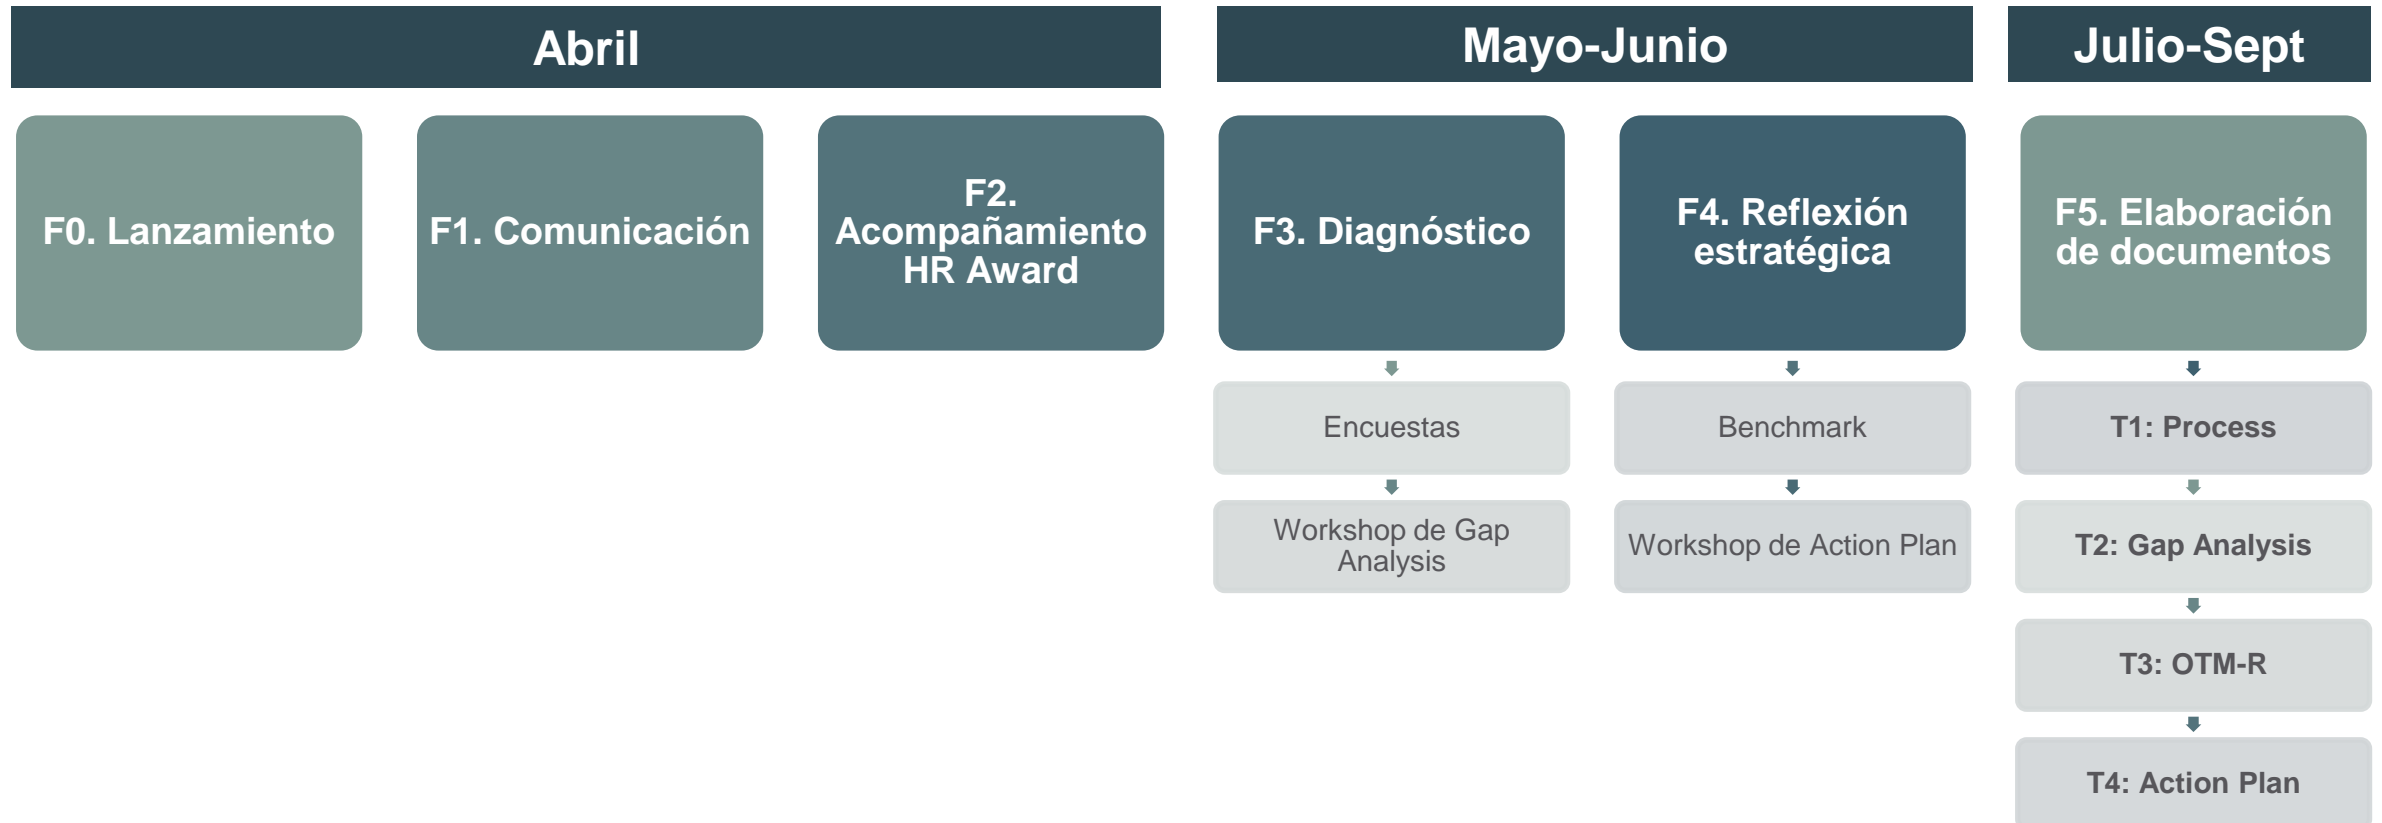 Abril
Mayo-Junio
Julio-Sept
F0. Lanzamiento
F1. Comunicación
F2.
Acompañamiento
HR Award
F3. Diagnóstico
F4. Reflexión
estratégica
F5. Elaboración
de documentos
Encuestas
Workshop de Gap
Analysis
Benchmark
Workshop de Action Plan
T1: Process
T2: Gap Analysis
T3: OTM-R
T4: Action Plan